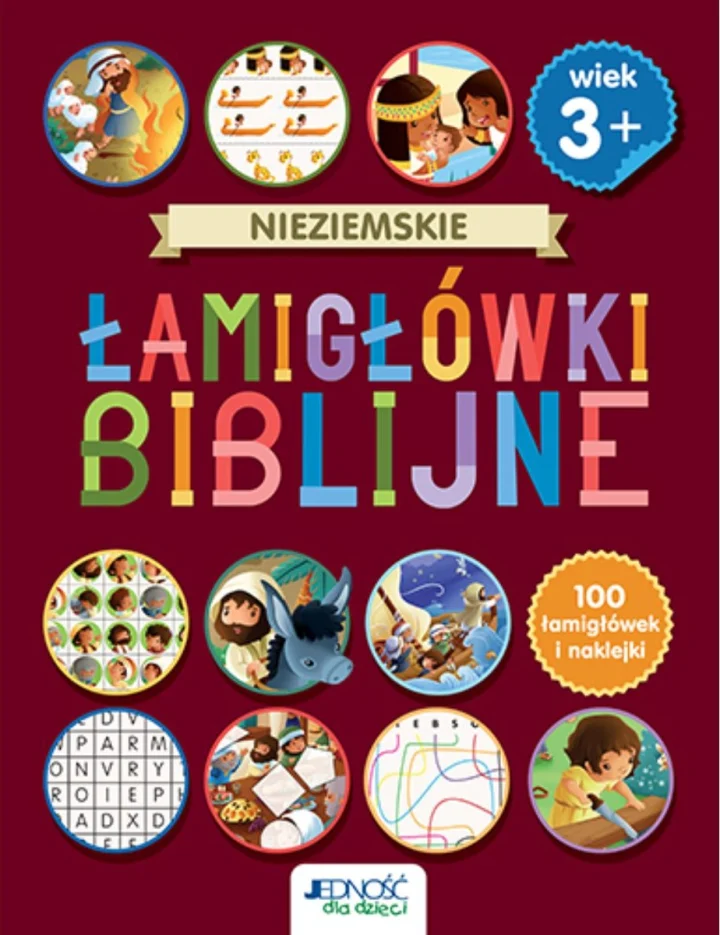 wiek
3+
NIEZIEMSKIE
ŁAMIGŁÓWKI
BIBLIJNE
100
łamigłówek
i naklejki
E D V
V P A R M
O N V R Y
R O I E P H
A D X D
E F
E B S O
JEDNOŚĆ
dla dzieci